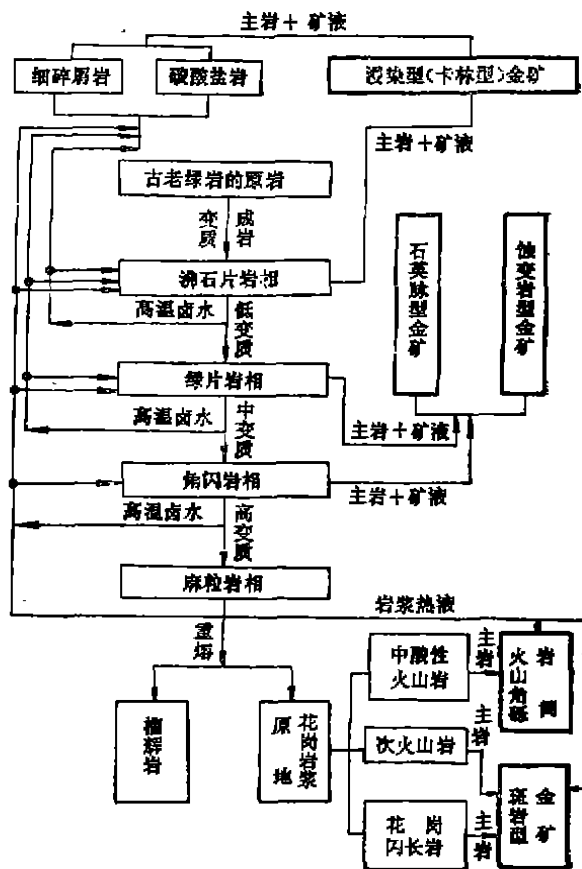 主岩+矿液
细碎屑岩
碳酸盐岩
浸染型(卡林型)金矿
主岩+矿液
古老绿岩的原岩
变质
成岩
沸石片岩相
高温卤水
低变质
石英脉型金矿
蚀变岩型金矿
绿片岩相
高温卤水
中变质
主岩+矿液
角闪岩相
主岩+矿液
高温卤水
高变质
麻粒岩相
岩浆热液
重熔
榴辉岩
原地
花岗岩浆
中酸性
火山岩
主岩
火山角砾
岩筒
次火山岩
主岩
花岗
闪长岩
主岩
斑岩型
金矿